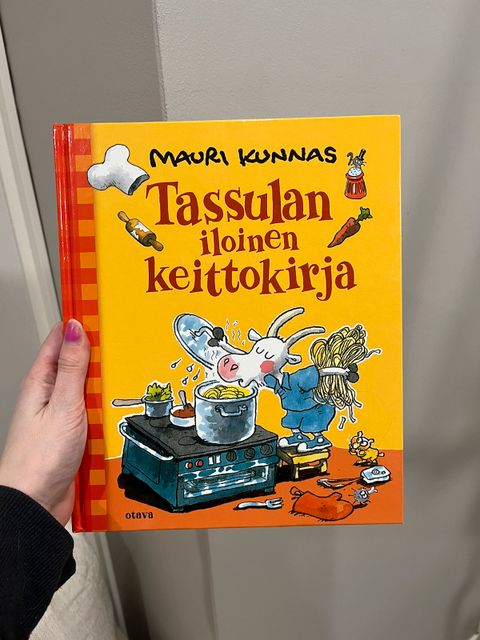 MAURI KUNNAS
Tassulan
iloinen
keittokirja
otava